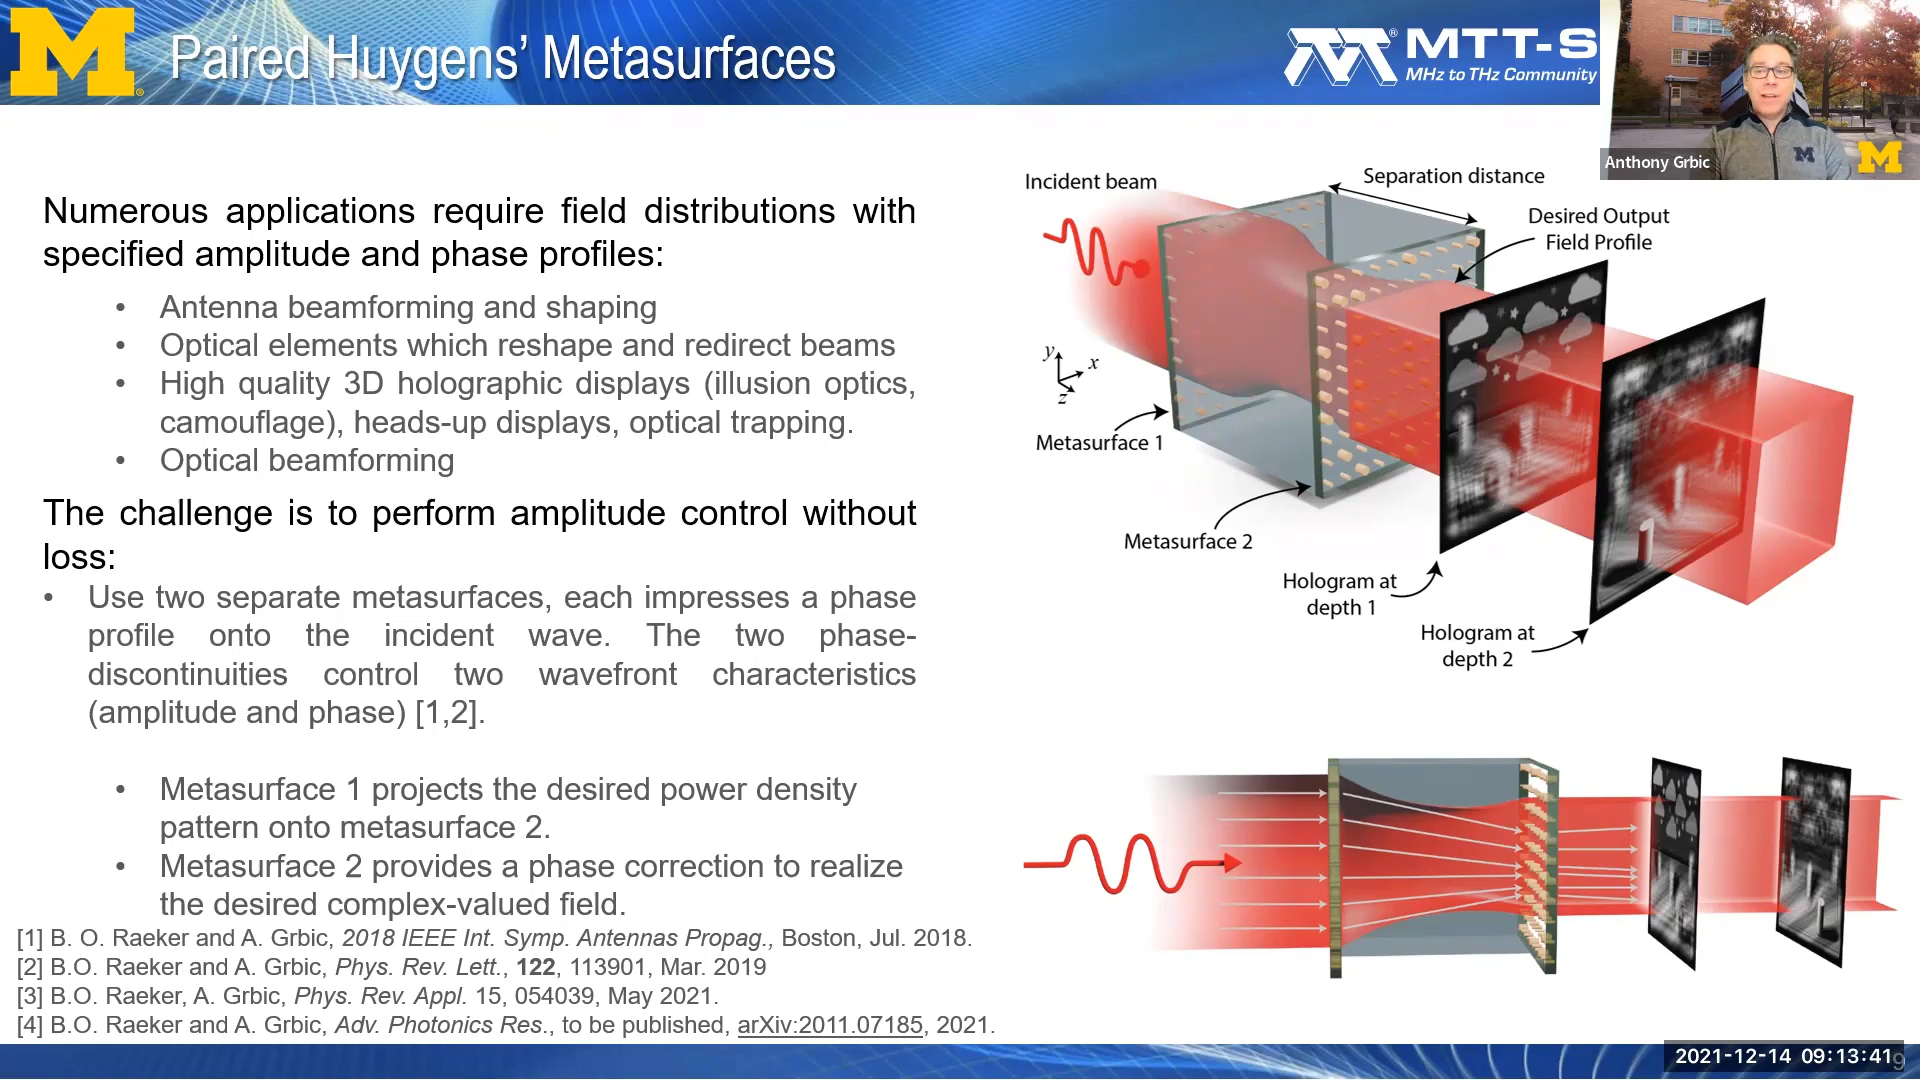 Paired Huygens' Metasurfaces
MTT-S
®
MHz to THz Community
Anthony Grbic
M
®
M
M
Numerous applications require field distributions with
specified amplitude and phase profiles:
• Antenna beamforming and shaping
• Optical elements which reshape and redirect beams
• High quality 3D holographic displays (illusion optics,
camouflage), heads-up displays, optical trapping.
• Optical beamforming
The challenge is to perform amplitude control without
loss:
• Use two separate metasurfaces, each impresses a phase
profile onto the incident wave. The two phase-
discontinuities control two wavefront characteristics
(amplitude and phase) [1,2].
• Metasurface 1 projects the desired power density
pattern onto metasurface 2.
• Metasurface 2 provides a phase correction to realize
the desired complex-valued field.
[1] B. O. Raeker and A. Grbic, 2018 IEEE Int. Symp. Antennas Propag., Boston, Jul. 2018.
[2] B.O. Raeker and A. Grbic, Phys. Rev. Lett., 122, 113901, Mar. 2019
[3] B.O. Raeker, A. Grbic, Phys. Rev. Appl. 15, 054039, May 2021.
[4] B.O. Raeker and A. Grbic, Adv. Photonics Res., to be published, arXiv:2011.07185, 2021.
Incident beam
Separation distance
Desired Output
Field Profile
y
x
z
Metasurface 1
Metasurface 2
Hologram at
depth 1
Hologram at
depth 2
2021-12-14 09:13:41
9